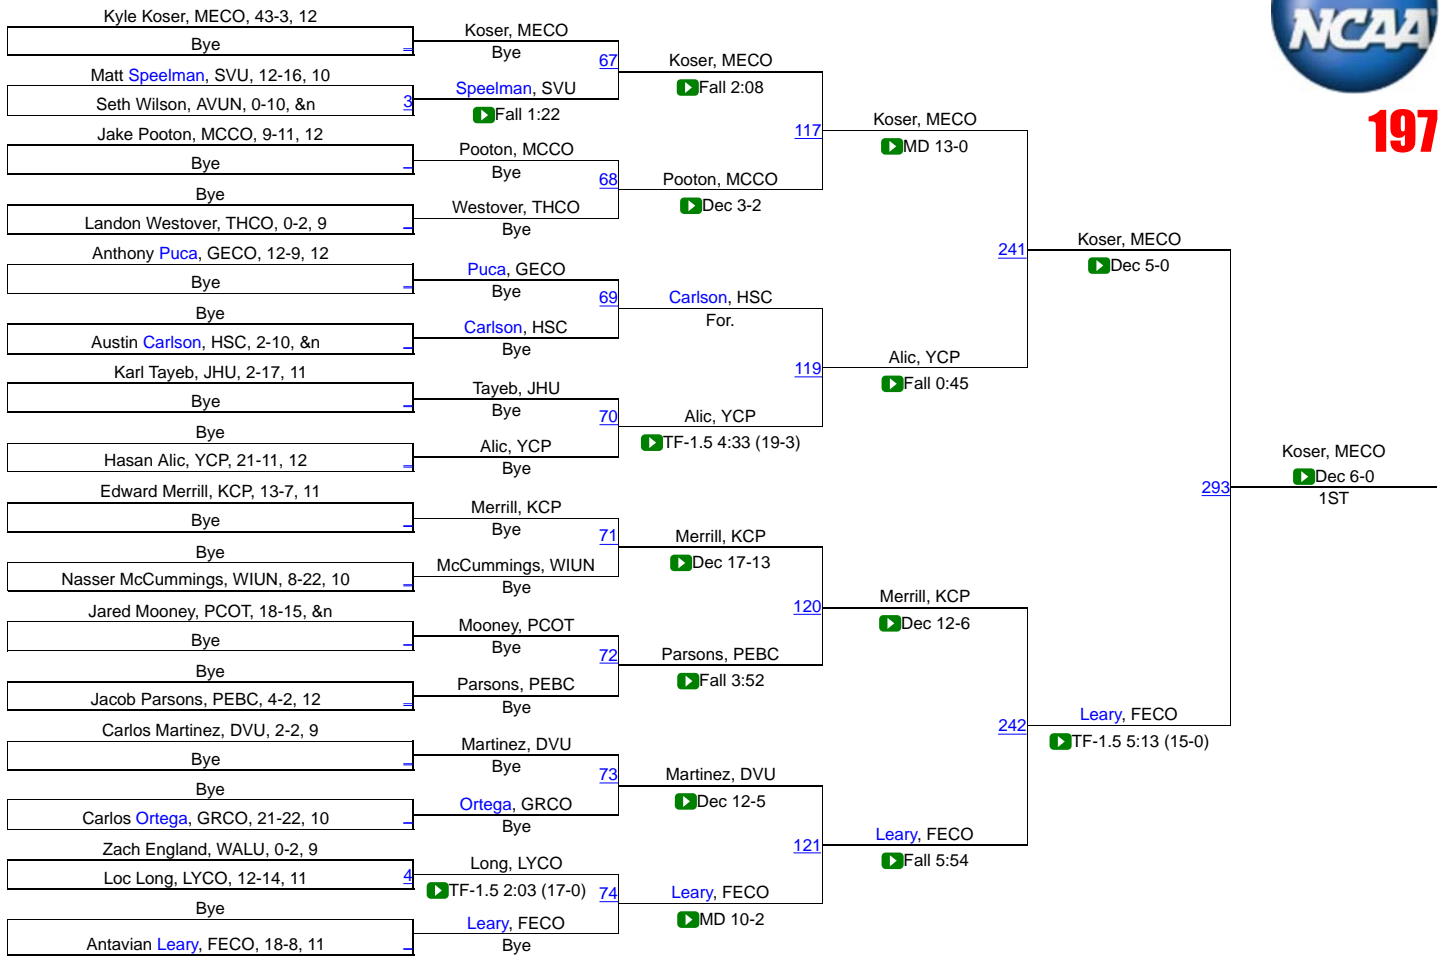 NCAA
197
Kyle Koser, MECO, 43-3, 12
Bye
Matt Speelman, SVU, 12-16, 10
Seth Wilson, AVUN, 0-10, &n
3
Jake Pooton, MCCO, 9-11, 12
Bye
Bye
Landon Westover, THCO, 0-2, 9
Anthony Puca, GECO, 12-9, 12
Bye
Bye
Austin Carlson, HSC, 2-10, &n
Karl Tayeb, JHU, 2-17, 11
Bye
Bye
Hasan Alic, YCP, 21-11, 12
Edward Merrill, KCP, 13-7, 11
Bye
Bye
Nasser McCummings, WIUN, 8-22, 10
Jared Mooney, PCOT, 18-15, &n
Bye
Bye
Jacob Parsons, PEBC, 4-2, 12
Carlos Martinez, DVU, 2-2, 9
Bye
Bye
Carlos Ortega, GRCO, 21-22, 10
Zach England, WALU, 0-2, 9
Loc Long, LYCO, 12-14, 11
4
Bye
Antavian Leary, FECO, 18-8, 11
Koser, MECO
Bye
67
Speelman, SVU
Fall 1:22
Pooton, MCCO
Bye
68
Westover, THCO
Bye
Puca, GECO
Bye
69
Carlson, HSC
Bye
Tayeb, JHU
Bye
70
Alic, YCP
Bye
Merrill, KCP
Bye
71
McCummings, WIUN
Bye
Mooney, PCOT
Bye
72
Parsons, PEBC
Bye
Martinez, DVU
Bye
73
Ortega, GRCO
Bye
Long, LYCO
TF-1.5 2:03 (17-0)
74
Leary, FECO
Bye
Koser, MECO
Fall 2:08
117
Pooton, MCCO
Dec 3-2
Carlson, HSC
For.
119
Alic, YCP
TF-1.5 4:33 (19-3)
Merrill, KCP
Dec 17-13
120
Parsons, PEBC
Fall 3:52
Martinez, DVU
Dec 12-5
121
Leary, FECO
MD 10-2
Koser, MECO
MD 13-0
241
Alic, YCP
Fall 0:45
Merrill, KCP
Dec 12-6
242
Leary, FECO
Fall 5:54
Koser, MECO
Dec 5-0
293
Leary, FECO
TF-1.5 5:13 (15-0)
Koser, MECO
Dec 6-0
1ST